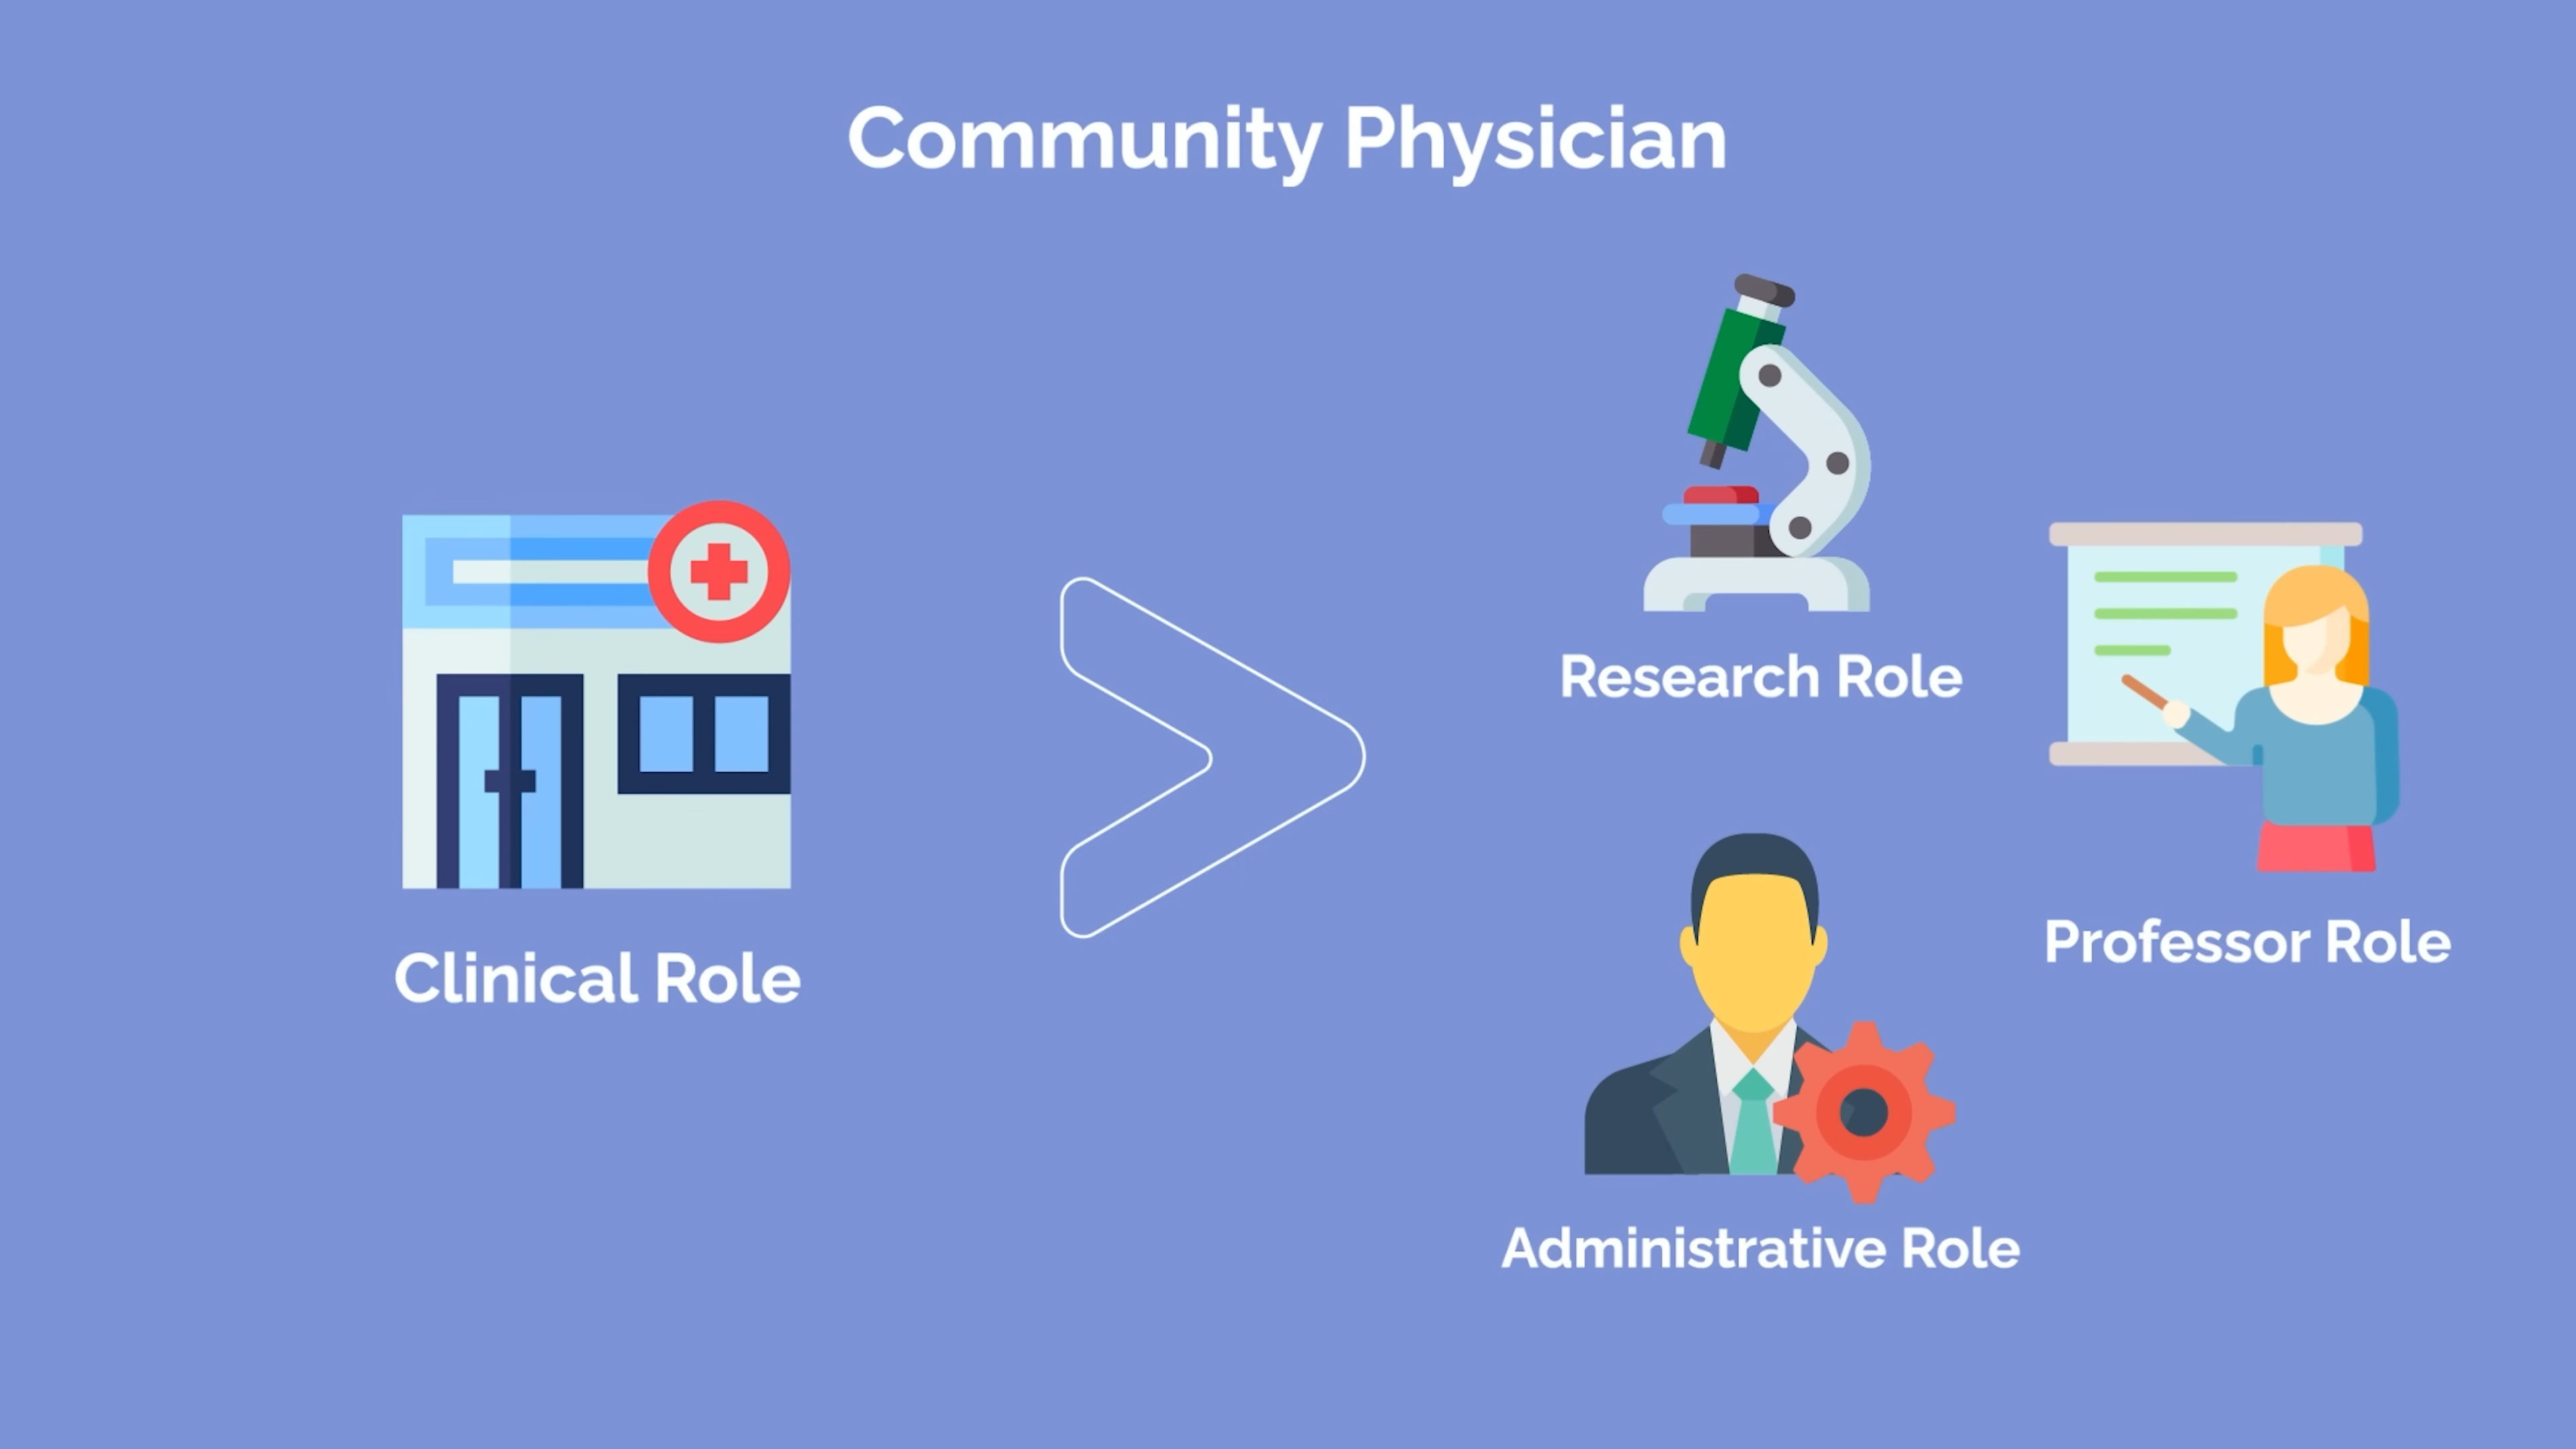 Community Physician
Clinical Role
Research Role
Professor Role
Administrative Role